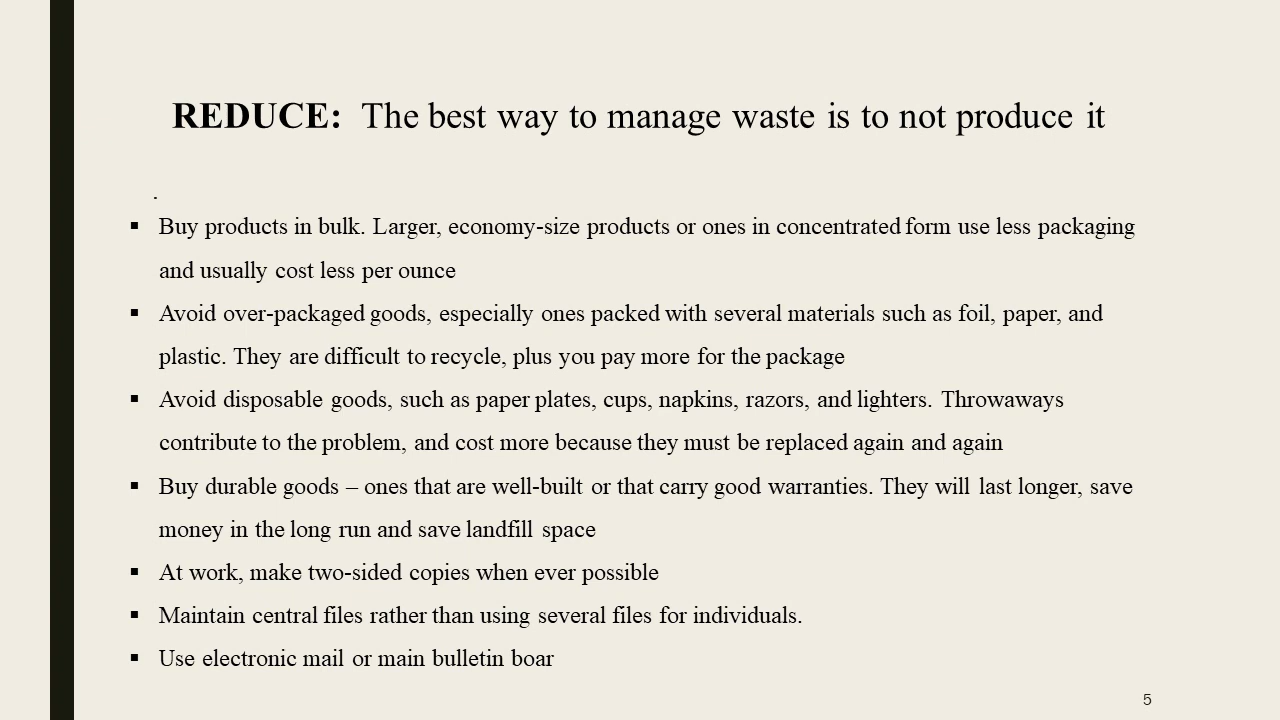 REDUCE: The best way to manage waste is to not produce it
.
▪ Buy products in bulk. Larger, economy-size products or ones in concentrated form use less packaging
and usually cost less per ounce
▪ Avoid over-packaged goods, especially ones packed with several materials such as foil, paper, and
plastic. They are difficult to recycle, plus you pay more for the package
▪ Avoid disposable goods, such as paper plates, cups, napkins, razors, and lighters. Throwaways
contribute to the problem, and cost more because they must be replaced again and again
▪ Buy durable goods – ones that are well-built or that carry good warranties. They will last longer, save
money in the long run and save landfill space
▪ At work, make two-sided copies when ever possible
▪ Maintain central files rather than using several files for individuals.
▪ Use electronic mail or main bulletin boar
5